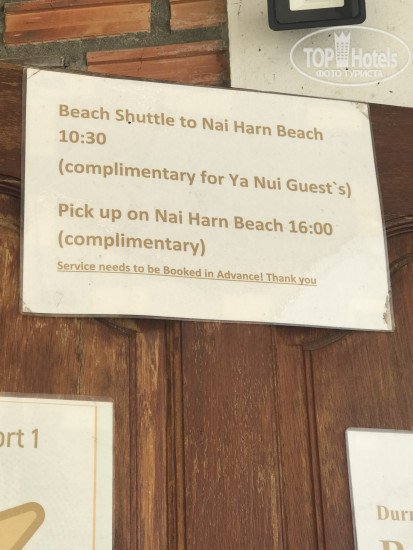 TOP Hotels
ФОТО ТУРИСТА
Beach Shuttle to Nai Harn Beach
10:30
(complimentary for Ya Nui Guest`s)
Pick up on Nai Harn Beach 16:00
(complimentary)
Service needs to be Booked in Advance! Thank you
ort 1
Durr